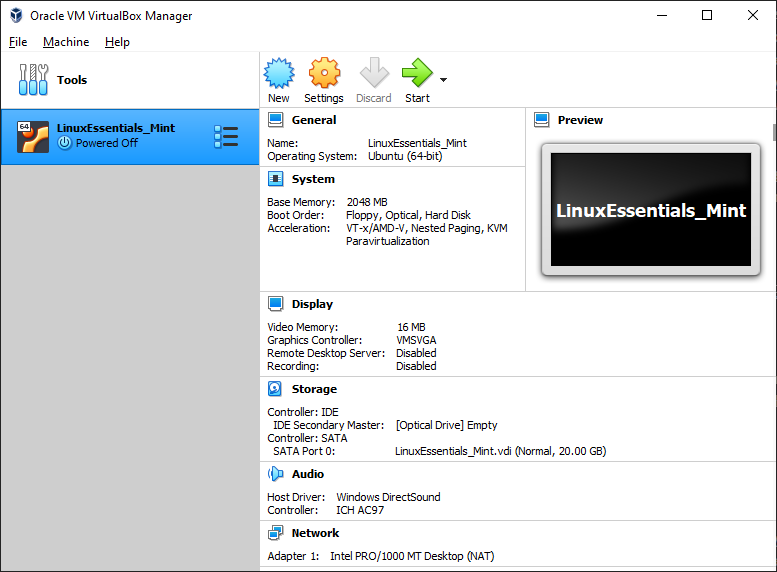 Oracle VM VirtualBox Manager
File Machine Help
Tools
New Settings Discard Start
64
LinuxEssentials_Mint
Powered Off
General
Name: LinuxEssentials_Mint
Operating System: Ubuntu (64-bit)
Preview
LinuxEssentials_Mint
System
Base Memory: 2048 MB
Boot Order: Floppy, Optical, Hard Disk
Acceleration: VT-x/AMD-V, Nested Paging, KVM
Paravirtualization
Display
Video Memory: 16 MB
Graphics Controller: VMSVGA
Remote Desktop Server: Disabled
Recording: Disabled
Storage
Controller: IDE
IDE Secondary Master: [Optical Drive] Empty
Controller: SATA
SATA Port 0: LinuxEssentials_Mint.vdi (Normal, 20.00 GB)
Audio
Host Driver: Windows DirectSound
Controller: ICH AC97
Network
Adapter 1: Intel PRO/1000 MT Desktop (NAT)